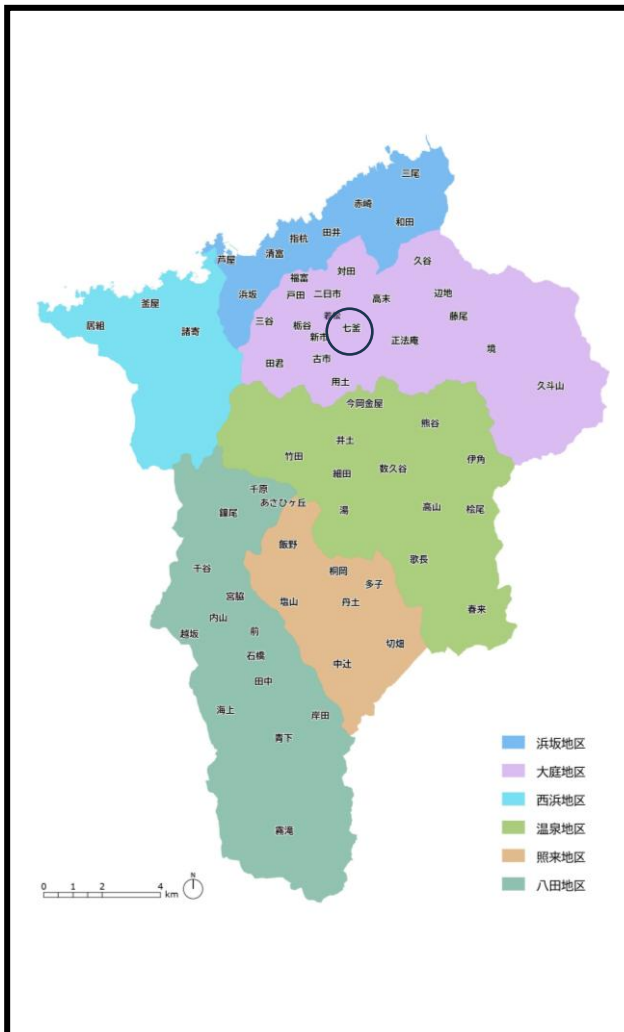 三尾
赤崎
和田
田井
指杭
清富
芦屋
浜坂
久谷
対田
福富
二日市
戸田
高末
辺地
藤尾
三谷
栃谷
七釜
新市
正法庵
境
古市
田君
用土
久斗山
釜屋
居組
諸寄
今岡金屋
熊谷
井土
竹田
伊角
細田
数久谷
湯
高山
桧尾
歌長
春来
千原
あさひヶ丘
鐘尾
飯野
桐岡
多子
千谷
塩山
丹土
宮脇
内山
越坂
前
切畑
石橋
中辻
田中
海上
岸田
青下
霧滝
浜坂地区
大庭地区
西浜地区
温泉地区
照来地区
八田地区
0 1 2 4
km
N